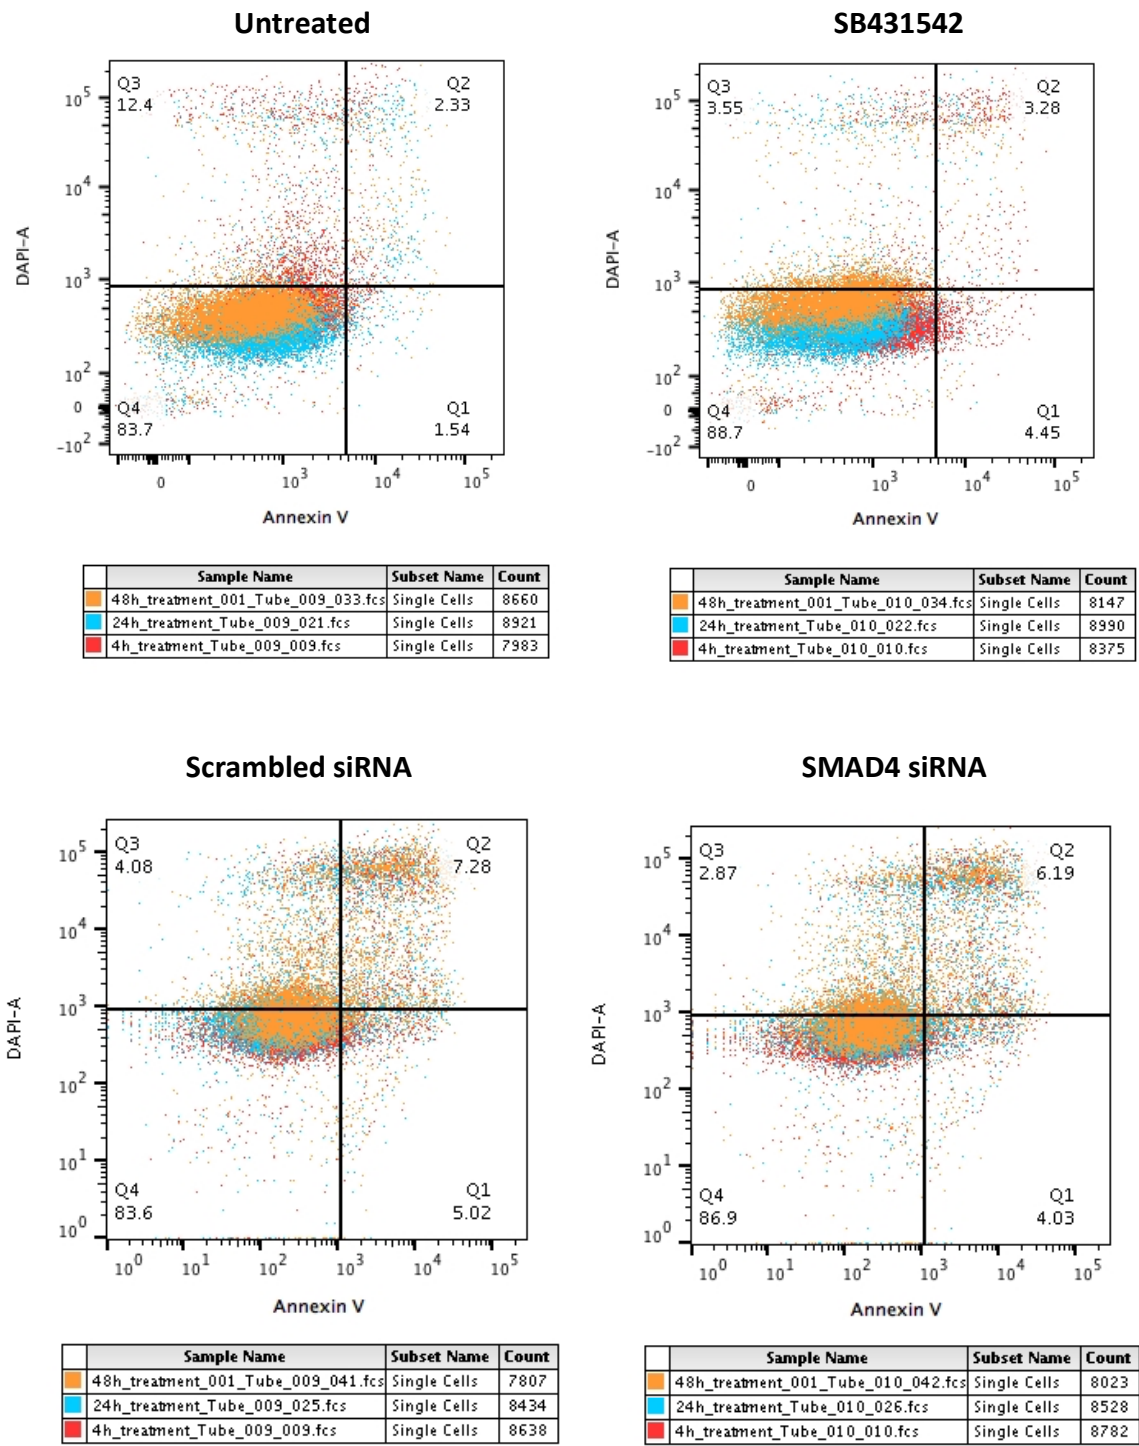 Untreated
Q3
12.4
Q2
2.33
Q4
83.7
Q1
1.54
10^5
10^4
10^3
10^2
0
-10^2
DAPI-A
0
10^3
10^4
10^5
Annexin V
Sample Name Subset Name Count
48h_treatment_001_Tube_009_033.fcs Single Cells 8660
24h_treatment_Tube_009_021.fcs Single Cells 8921
4h_treatment_Tube_009_009.fcs Single Cells 7983
SB431542
Q3
3.55
Q2
3.28
Q4
88.7
Q1
4.45
10^5
10^4
10^3
10^2
0
-10^2
DAPI-A
0
10^3
10^4
10^5
Annexin V
Sample Name Subset Name Count
48h_treatment_001_Tube_010_034.fcs Single Cells 8147
24h_treatment_Tube_010_022.fcs Single Cells 8990
4h_treatment_Tube_010_010.fcs Single Cells 8375
Scrambled siRNA
Q3
4.08
Q2
7.28
Q4
83.6
Q1
5.02
10^5
10^4
10^3
10^2
10^1
10^0
DAPI-A
10^0
10^1
10^2
10^3
10^4
10^5
Annexin V
Sample Name Subset Name Count
48h_treatment_001_Tube_009_041.fcs Single Cells 7807
24h_treatment_Tube_009_025.fcs Single Cells 8434
4h_treatment_Tube_009_009.fcs Single Cells 8638
SMAD4 siRNA
Q3
2.87
Q2
6.19
Q4
86.9
Q1
4.03
10^5
10^4
10^3
10^2
10^1
10^0
DAPI-A
10^0
10^1
10^2
10^3
10^4
10^5
Annexin V
Sample Name Subset Name Count
48h_treatment_001_Tube_010_042.fcs Single Cells 8023
24h_treatment_Tube_010_026.fcs Single Cells 8528
4h_treatment_Tube_010_010.fcs Single Cells 8782